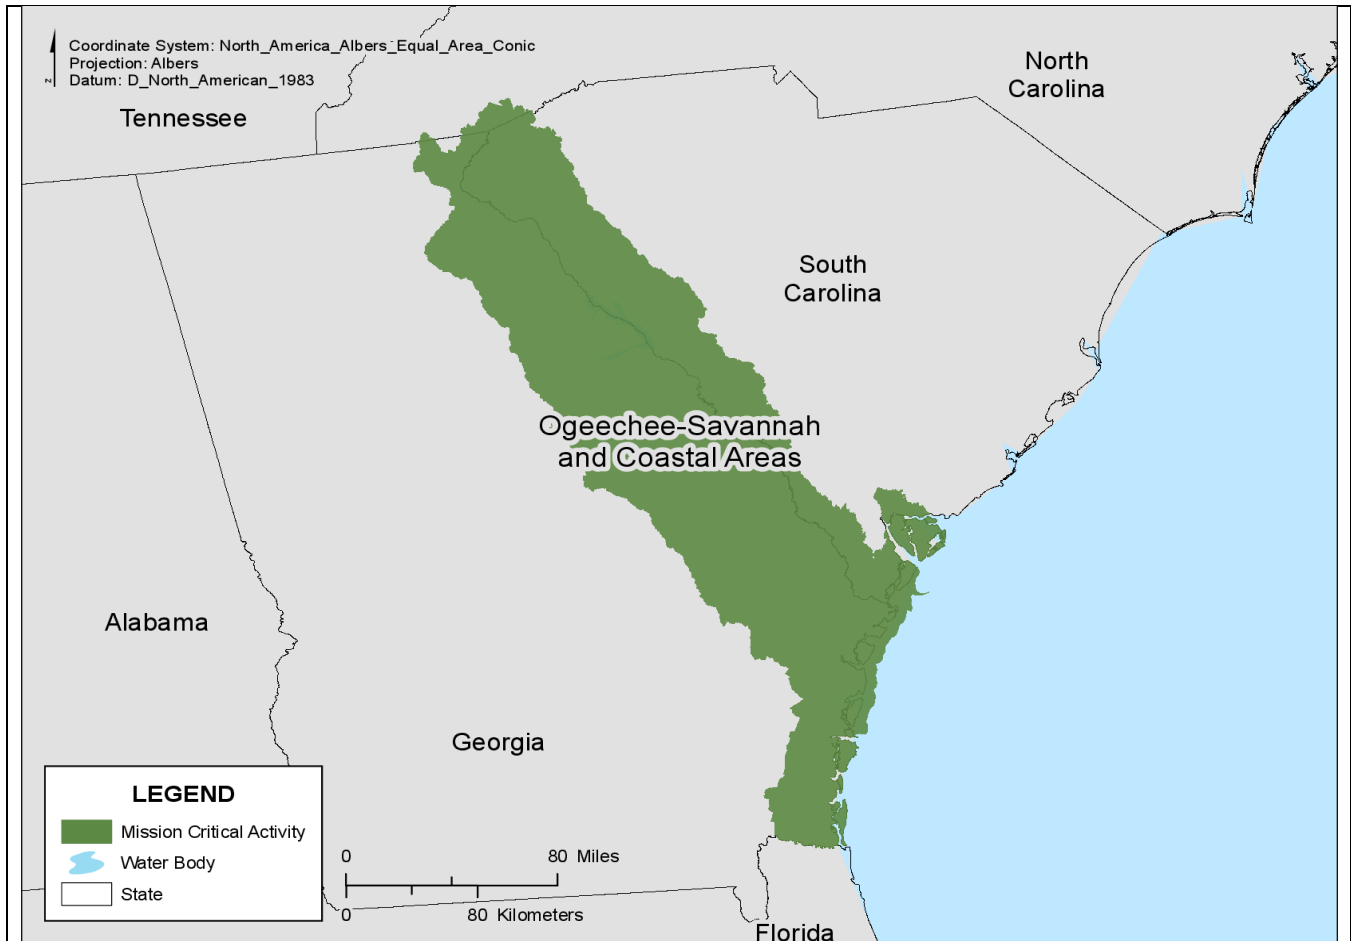 Coordinate System: North_America_Albers_Equal_Area_Conic
Projection: Albers
Datum: D_North_American_1983
z
North
Carolina
Tennessee
South
Carolina
Ogeechee-Savannah
and Coastal Areas
Alabama
Georgia
LEGEND
Mission Critical Activity
Water Body
State
0 80 Miles
0 80 Kilometers
Florida